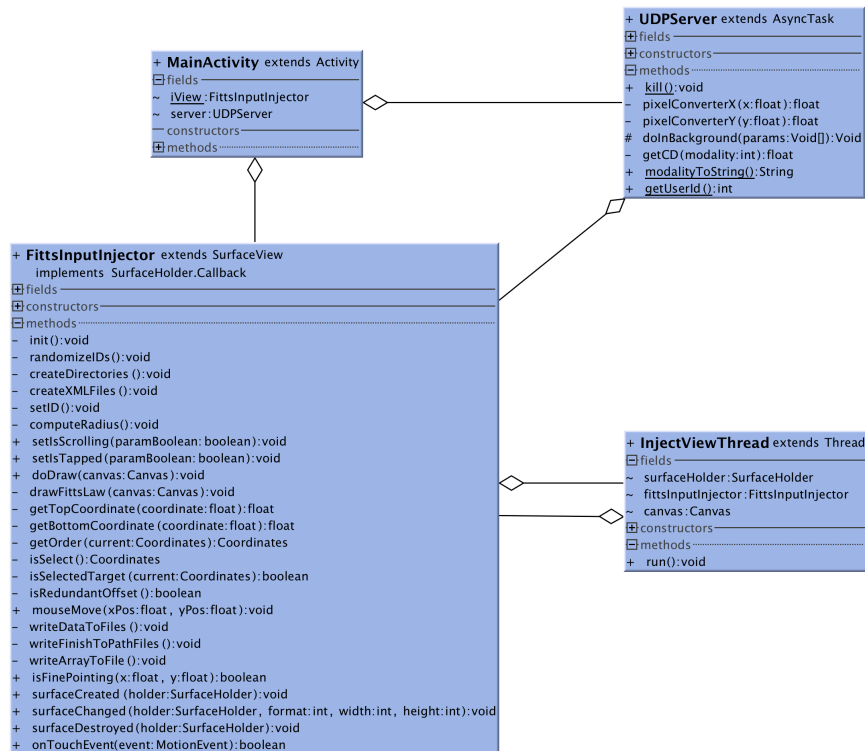 + MainActivity extends Activity
fields
~ iView:FittsInputInjector
~ server:UDPServer
constructors
methods
+ UDPServer extends AsyncTask
fields
constructors
methods
+ kill():void
- pixelConverterX(x:float):float
- pixelConverterY(y:float):float
# doInBackground(params:Void[]):Void
- getCD(modality:int):float
+ modalityToString():String
+ getUserId():int
+ FittsInputInjector extends SurfaceView
implements SurfaceHolder.Callback
fields
constructors
methods
- init():void
- randomizeIDs():void
- createDirectories():void
- createXMLFiles():void
- setID():void
- computeRadius():void
+ setIsScrolling(paramBoolean:boolean):void
+ setIsTapped(paramBoolean:boolean):void
+ doDraw(canvas:Canvas):void
- drawFittsLaw(canvas:Canvas):void
- getTopCoordinate(coordinate:float):float
- getBottomCoordinate(coordinate:float):float
- getOrder(current:Coordinates):Coordinates
- isSelect():Coordinates
- isSelectedTarget(current:Coordinates):boolean
- isRedundantOffset():boolean
+ mouseMove(xPos:float, yPos:float):void
- writeDataToFiles():void
- writeFinishToPathFiles():void
- writeArrayToFile():void
+ isFinePointing(x:float, y:float):boolean
+ surfaceCreated(holder:SurfaceHolder):void
+ surfaceChanged(holder:SurfaceHolder, format:int, width:int, height:int):void
+ surfaceDestroyed(holder:SurfaceHolder):void
+ onTouchEvent(event:MotionEvent):boolean
+ InjectViewThread extends Thread
fields
~ surfaceHolder:SurfaceHolder
~ fittsInputInjector:FittsInputInjector
~ canvas:Canvas
constructors
methods
+ run():void